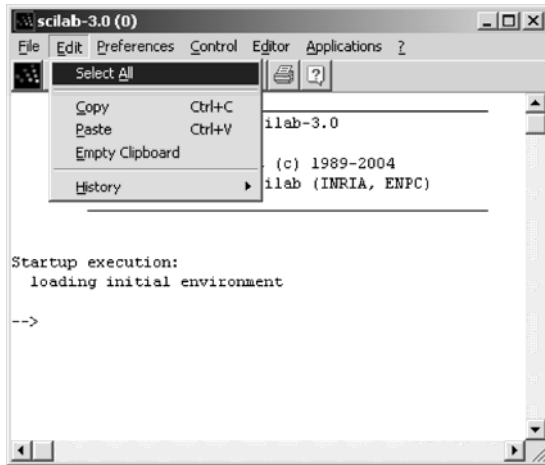 scilab-3.0 (0)
File Edit Preferences Control Editor Applications ?
Select All
Copy Ctrl+C
Paste Ctrl+V
Empty Clipboard
History
ilab-3.0
(c) 1989-2004
ilab (INRIA, ENPC)
Startup execution:
loading initial environment
-->